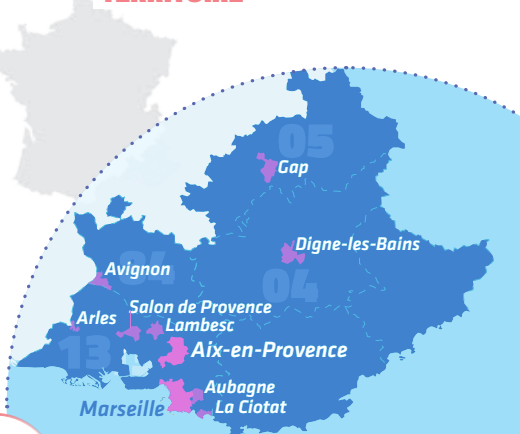 TERRITOIRE
05
Gap
Digne-les-Bains
84
Avignon
04
Salon de Provence
Arles
Lambesc
13
Aix-en-Provence
Aubagne
Marseille
La Ciotat